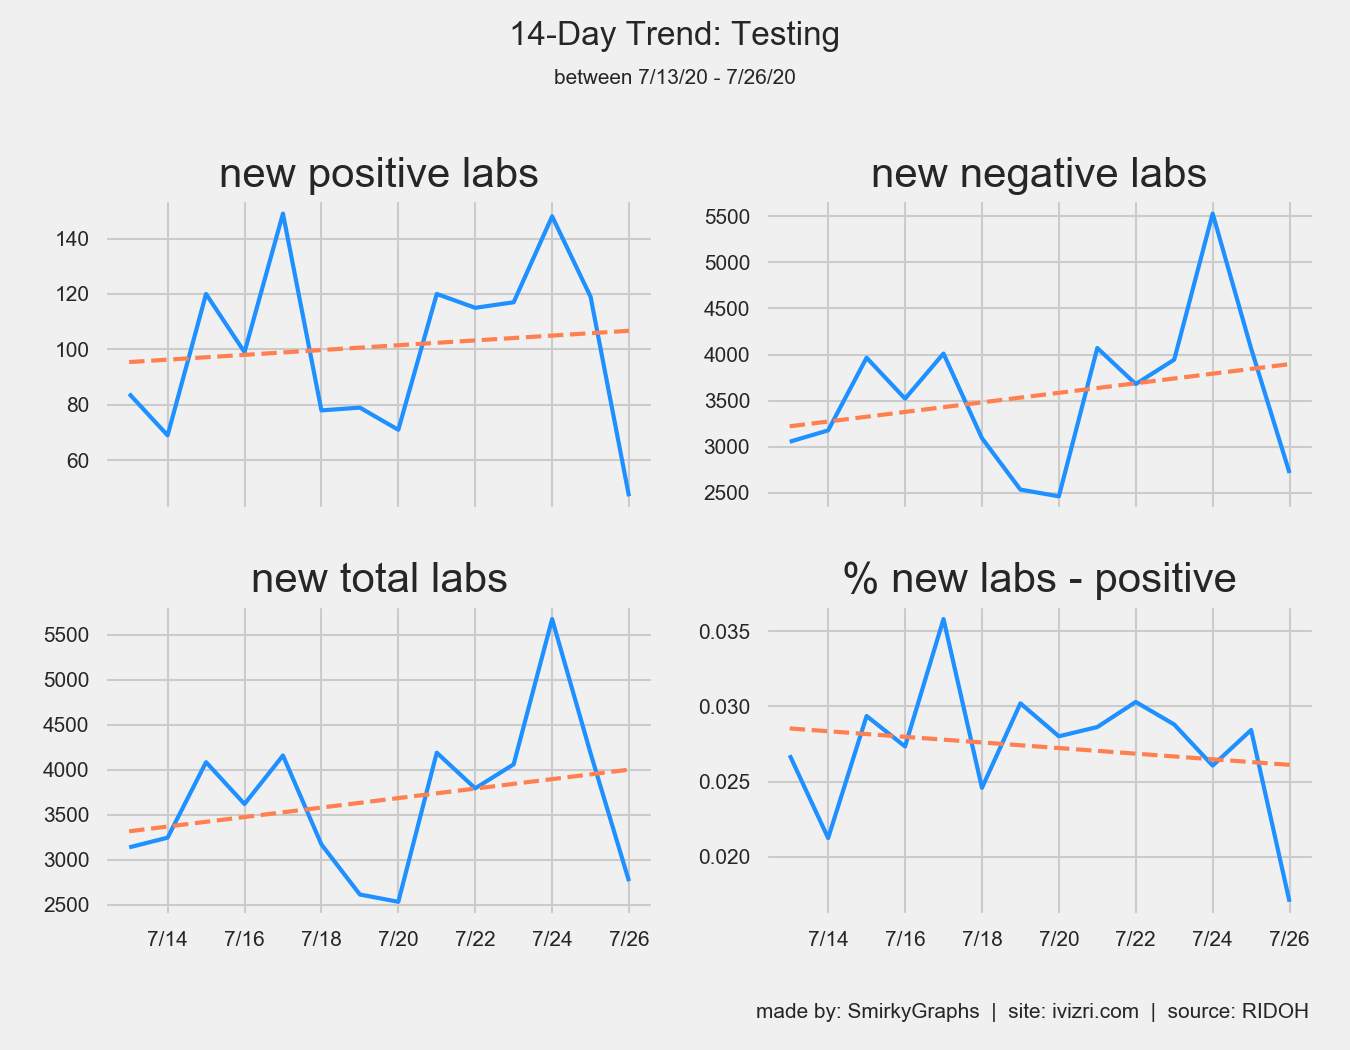 14-Day Trend: Testing
between 7/13/20 - 7/26/20
new positive labs
140
120
100
80
60
new negative labs
5500
5000
4500
4000
3500
3000
2500
new total labs
5500
5000
4500
4000
3500
3000
2500
7/14 7/16 7/18 7/20 7/22 7/24 7/26
% new labs - positive
0.035
0.030
0.025
0.020
7/14 7/16 7/18 7/20 7/22 7/24 7/26
made by: SmirkyGraphs | site: ivizri.com | source: RIDOH